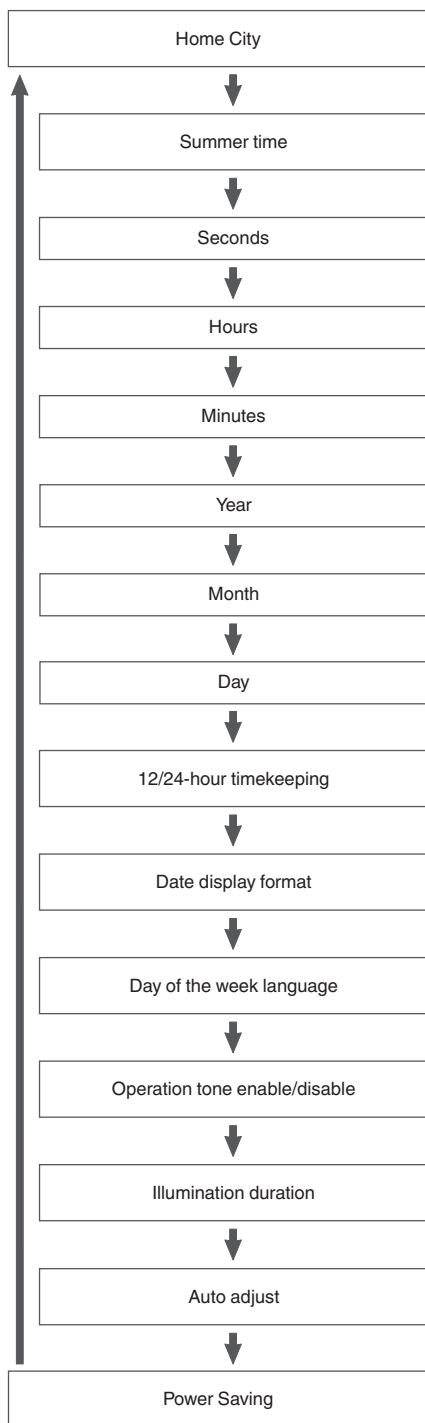 Home City
Summer time
Seconds
Hours
Minutes
Year
Month
Day
12/24-hour timekeeping
Date display format
Day of the week language
Operation tone enable/disable
Illumination duration
Auto adjust
Power Saving